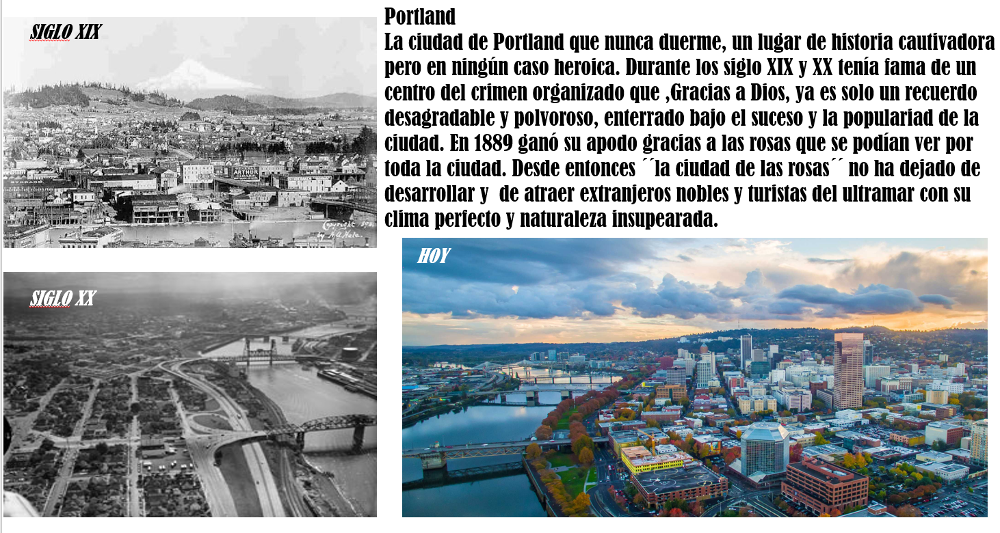 SIGLO XIX
Portland
La ciudad de Portland que nunca duerme, un lugar de historia cautivadora
pero en ningún caso heroica. Durante los siglo XIX y XX tenía fama de un
centro del crimen organizado que ,Gracias a Dios, ya es solo un recuerdo
desagradable y polvoroso, enterrado bajo el suceso y la populariad de la
ciudad. En 1889 ganó su apodo gracias a las rosas que se podían ver por
toda la ciudad. Desde entonces ´´la ciudad de las rosas´´ no ha dejado de
desarrollar y  de atraer extranjeros nobles y turistas del ultramar con su
clima perfecto y naturaleza insupearada.
Copyright
by
SIGLO XX
HOY